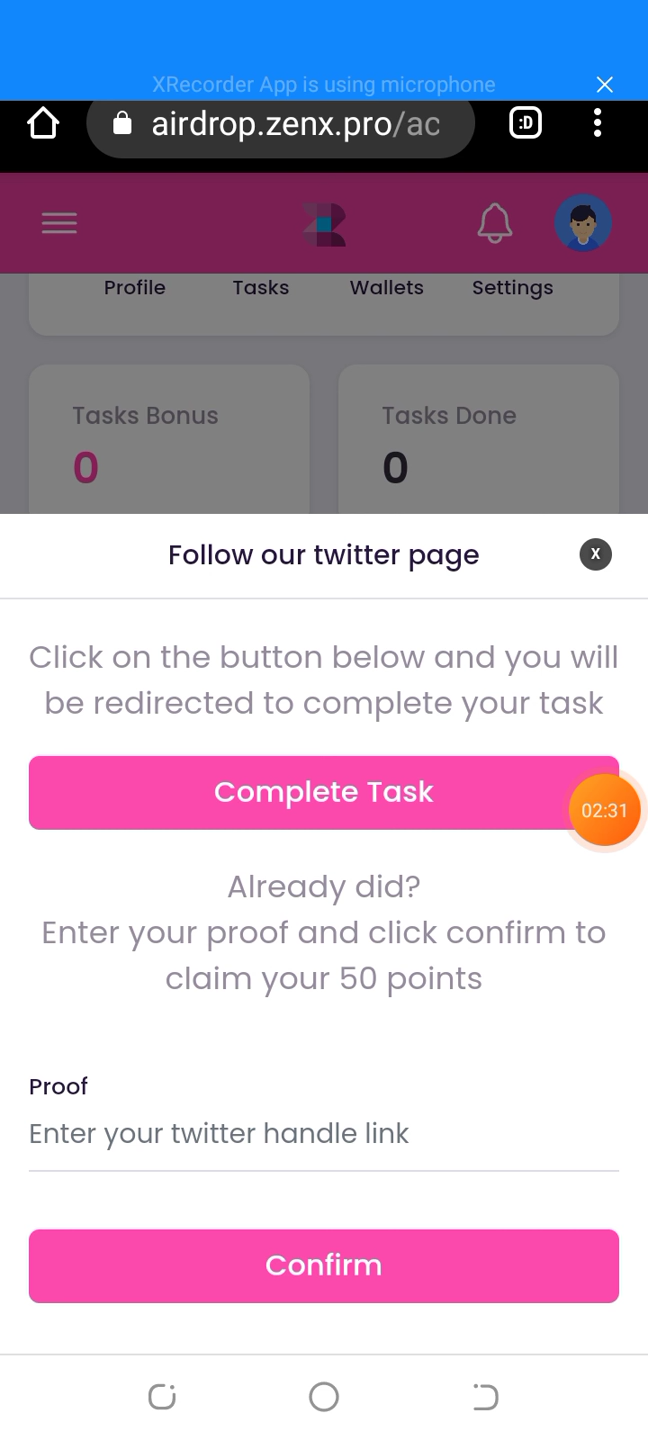 XRecorder App is using microphone
airdrop.zenx.pro/ac
:D
Profile Tasks Wallets Settings
Tasks Bonus Tasks Done
0 0
Follow our twitter page X
Click on the button below and you will
be redirected to complete your task
Complete Task
02:31
Already did?
Enter your proof and click confirm to
claim your 50 points
Proof
Enter your twitter handle link
Confirm